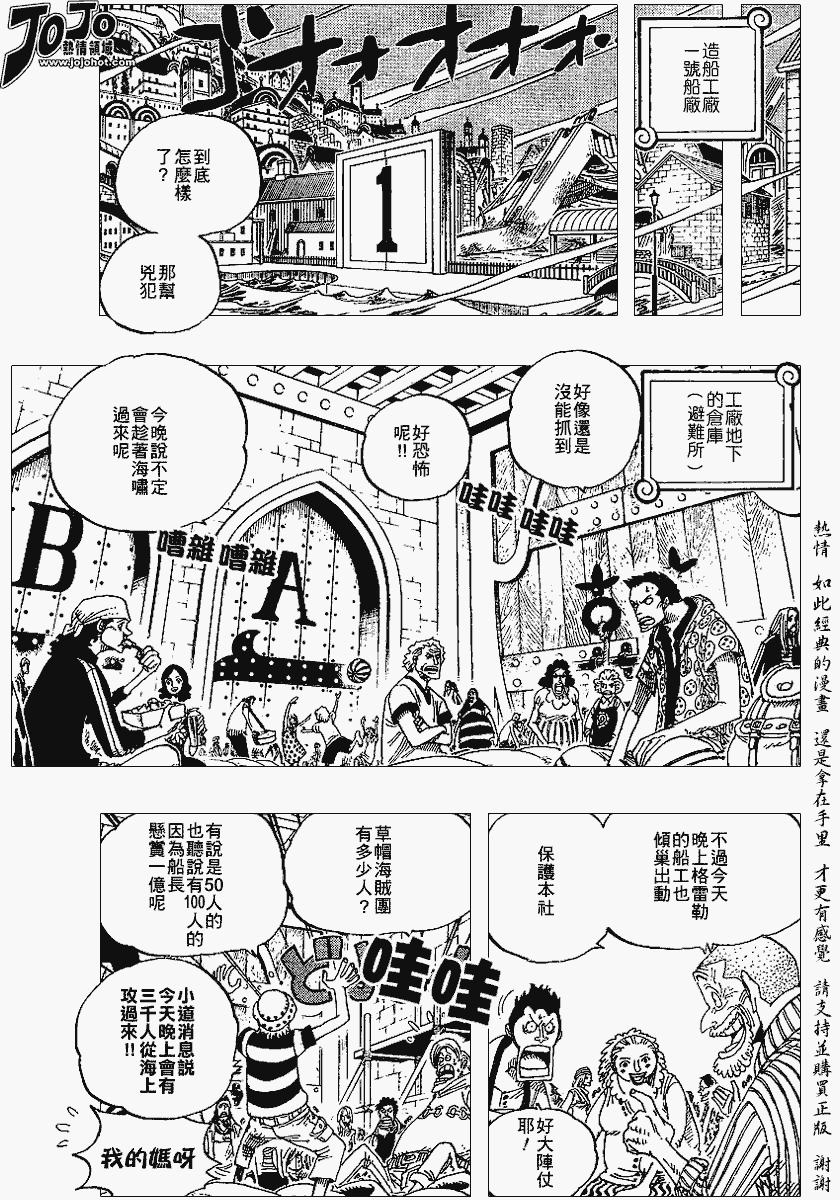 JOJO
熱情領域
www.jojohot.com
造船工廠
一號船廠
ゴオオオオオ
到底
怎麼樣
了？
那幫
兇犯
1
工廠地下
的倉庫
（避難所）
好像還是
沒能抓到
好恐怖
呢!!
今晚說不定
會趁著海嘯
過來呢
哇哇哇哇
嘈雜嘈雜
B
A
不過今天
晚上格雷勒
的船工也
傾巢出動
保護本社
好大陣仗
耶！
草帽海賊團
有多少人？
有說是50人的
也聽說有100人的
因為船長
懸賞一億呢
哇哇
小道消息說
今天晚上會有
三千人從海上
攻過來!!
我的媽呀
熱情 如此經典的漫畫 還是拿在手里 才更有感覺 請支持並購買正版 謝謝